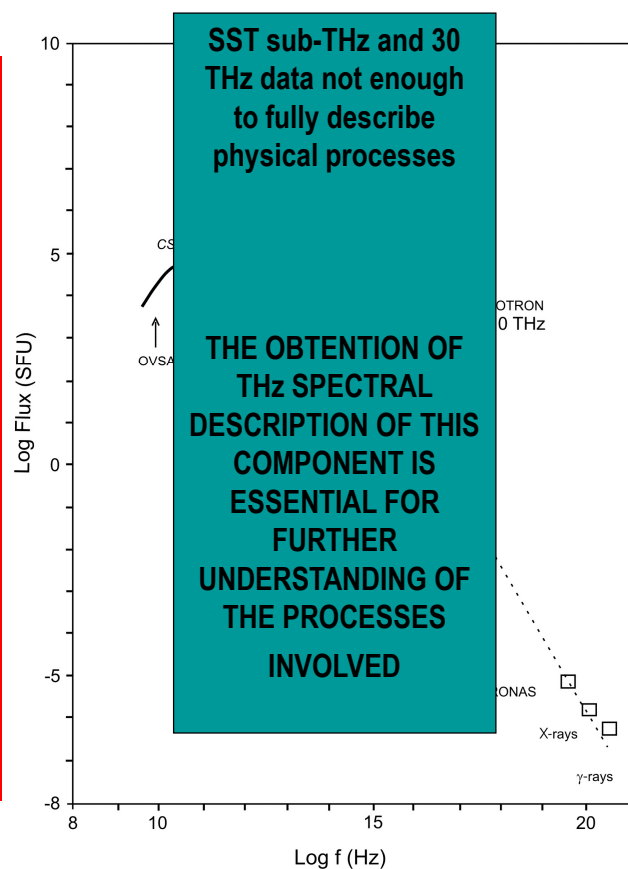 10
SST sub-THz and 30
THz data not enough
to fully describe
physical processes
5
CS
OTRON
0 THz
OVSA
Log Flux (SFU)
THE OBTENTION OF
THz SPECTRAL
DESCRIPTION OF THIS
COMPONENT IS
ESSENTIAL FOR
FURTHER
UNDERSTANDING OF
THE PROCESSES
INVOLVED
0
-5
RONAS
X-rays
γ-rays
-8
8
10
15
20
Log f (Hz)